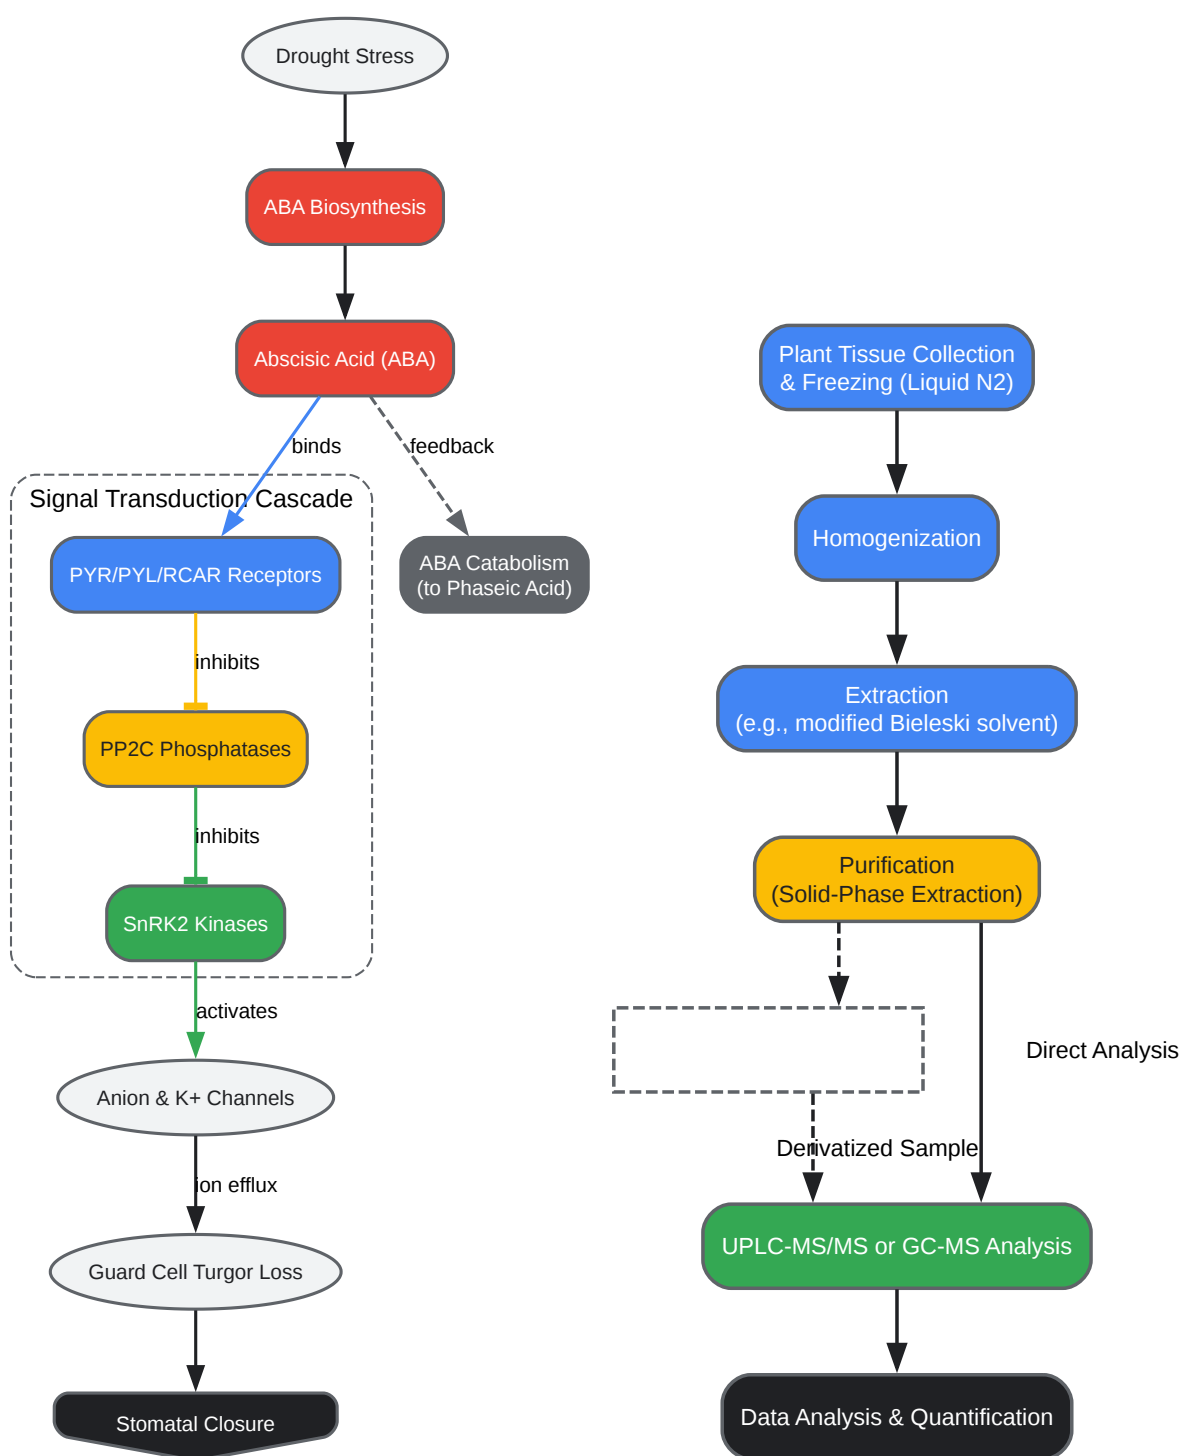 Drought Stress
ABA Biosynthesis
Abscisic Acid (ABA)
binds
feedback
Signal Transduction Cascade
PYR/PYL/RCAR Receptors
ABA Catabolism
(to Phaseic Acid)
inhibits
PP2C Phosphatases
inhibits
SnRK2 Kinases
activates
Anion & K+ Channels
ion efflux
Guard Cell Turgor Loss
Stomatal Closure
Plant Tissue Collection
& Freezing (Liquid N2)
Homogenization
Extraction
(e.g., modified Bieleski solvent)
Purification
(Solid-Phase Extraction)
Direct Analysis
Derivatized Sample
UPLC-MS/MS or GC-MS Analysis
Data Analysis & Quantification